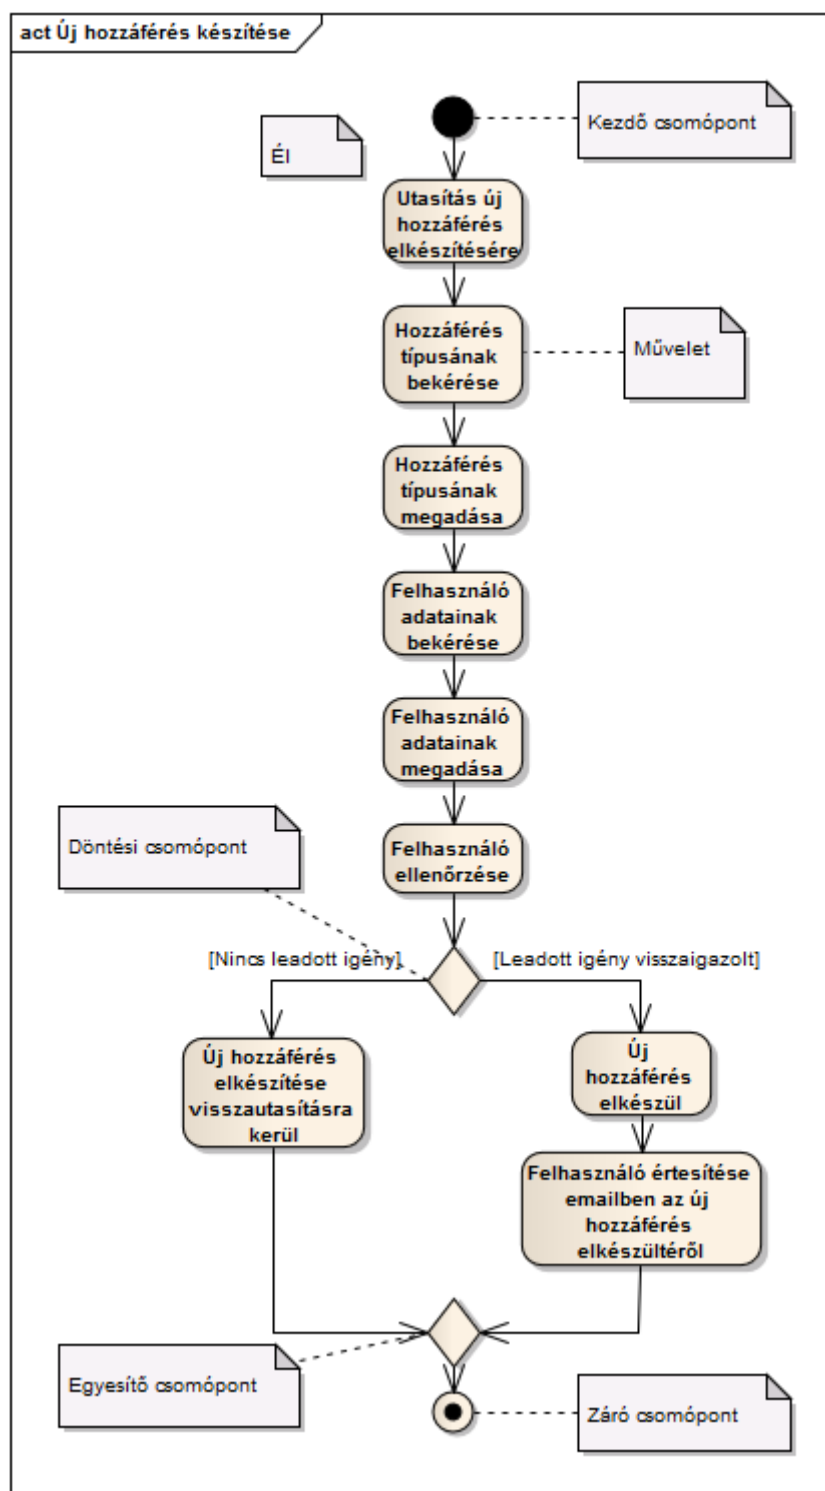 act Új hozzáférés készítése
Kezdő csomópont
Él
Utasítás új
hozzáférés
elkészítésére
Hozzáférés
típusának
bekérése
Művelet
Hozzáférés
típusának
megadása
Felhasználó
adatainak
bekérése
Felhasználó
adatainak
megadása
Döntési csomópont
Felhasználó
ellenőrzése
[Nincs leadott igény]
[Leadott igény visszaigazolt]
Új hozzáférés
elkészítése
visszautasításra
kerül
Új
hozzáférés
elkészül
Felhasználó értesítése
emailben az új
hozzáférés
elkészültéről
Egyesítő csomópont
Záró csomópont